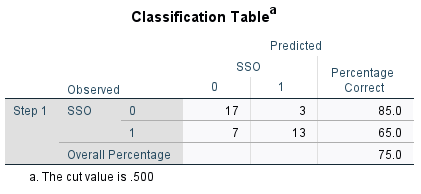 Classification Tableᵃ
Predicted
SSO
Percentage Correct
Observed
0 1
Step 1 SSO 0 17 3 85.0
1 7 13 65.0
Overall Percentage 75.0
a. The cut value is .500